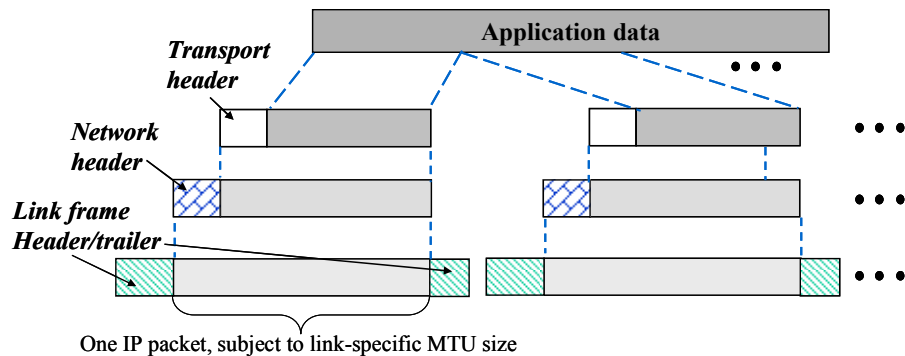 Application data
Transport
header
Network
header
Link frame
Header/trailer
One IP packet, subject to link-specific MTU size